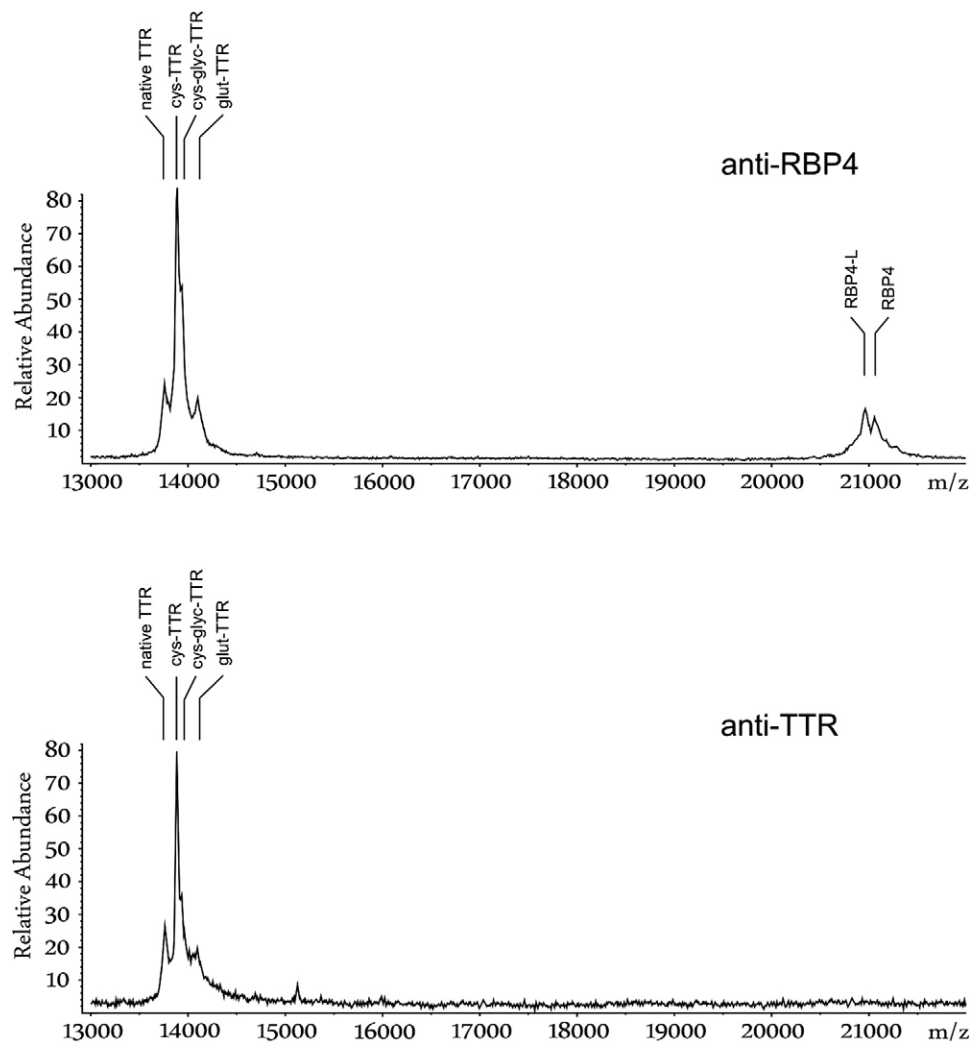 native TTR
cys-TTR
cys-glyc-TTR
glut-TTR
anti-RBP4
RBP4-L
RBP4
Relative Abundance
80
70
60
50
40
30
20
10
13000 14000 15000 16000 17000 18000 19000 20000 21000 m/z
native TTR
cys-TTR
cys-glyc-TTR
glut-TTR
anti-TTR
Relative Abundance
80
70
60
50
40
30
20
10
13000 14000 15000 16000 17000 18000 19000 20000 21000 m/z